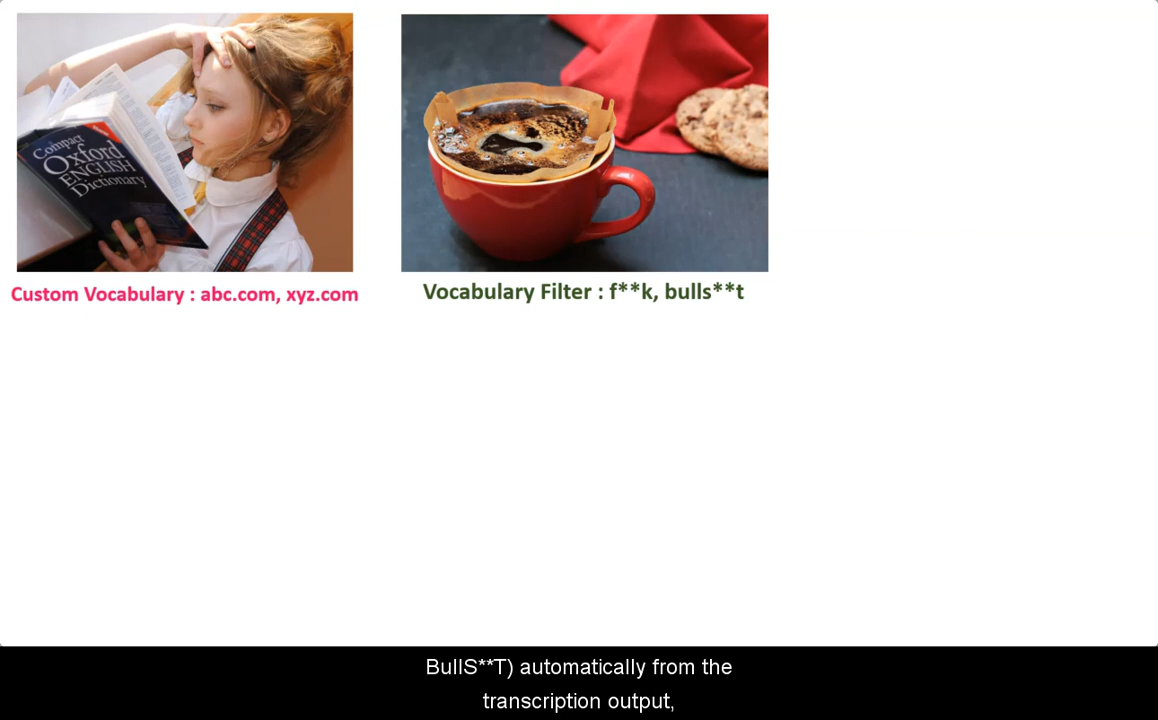 Compact
Oxford
ENGLISH
Dictionary
Custom Vocabulary : abc.com, xyz.com
Vocabulary Filter : f**k, bulls**t
BullS**T) automatically from the
transcription output,